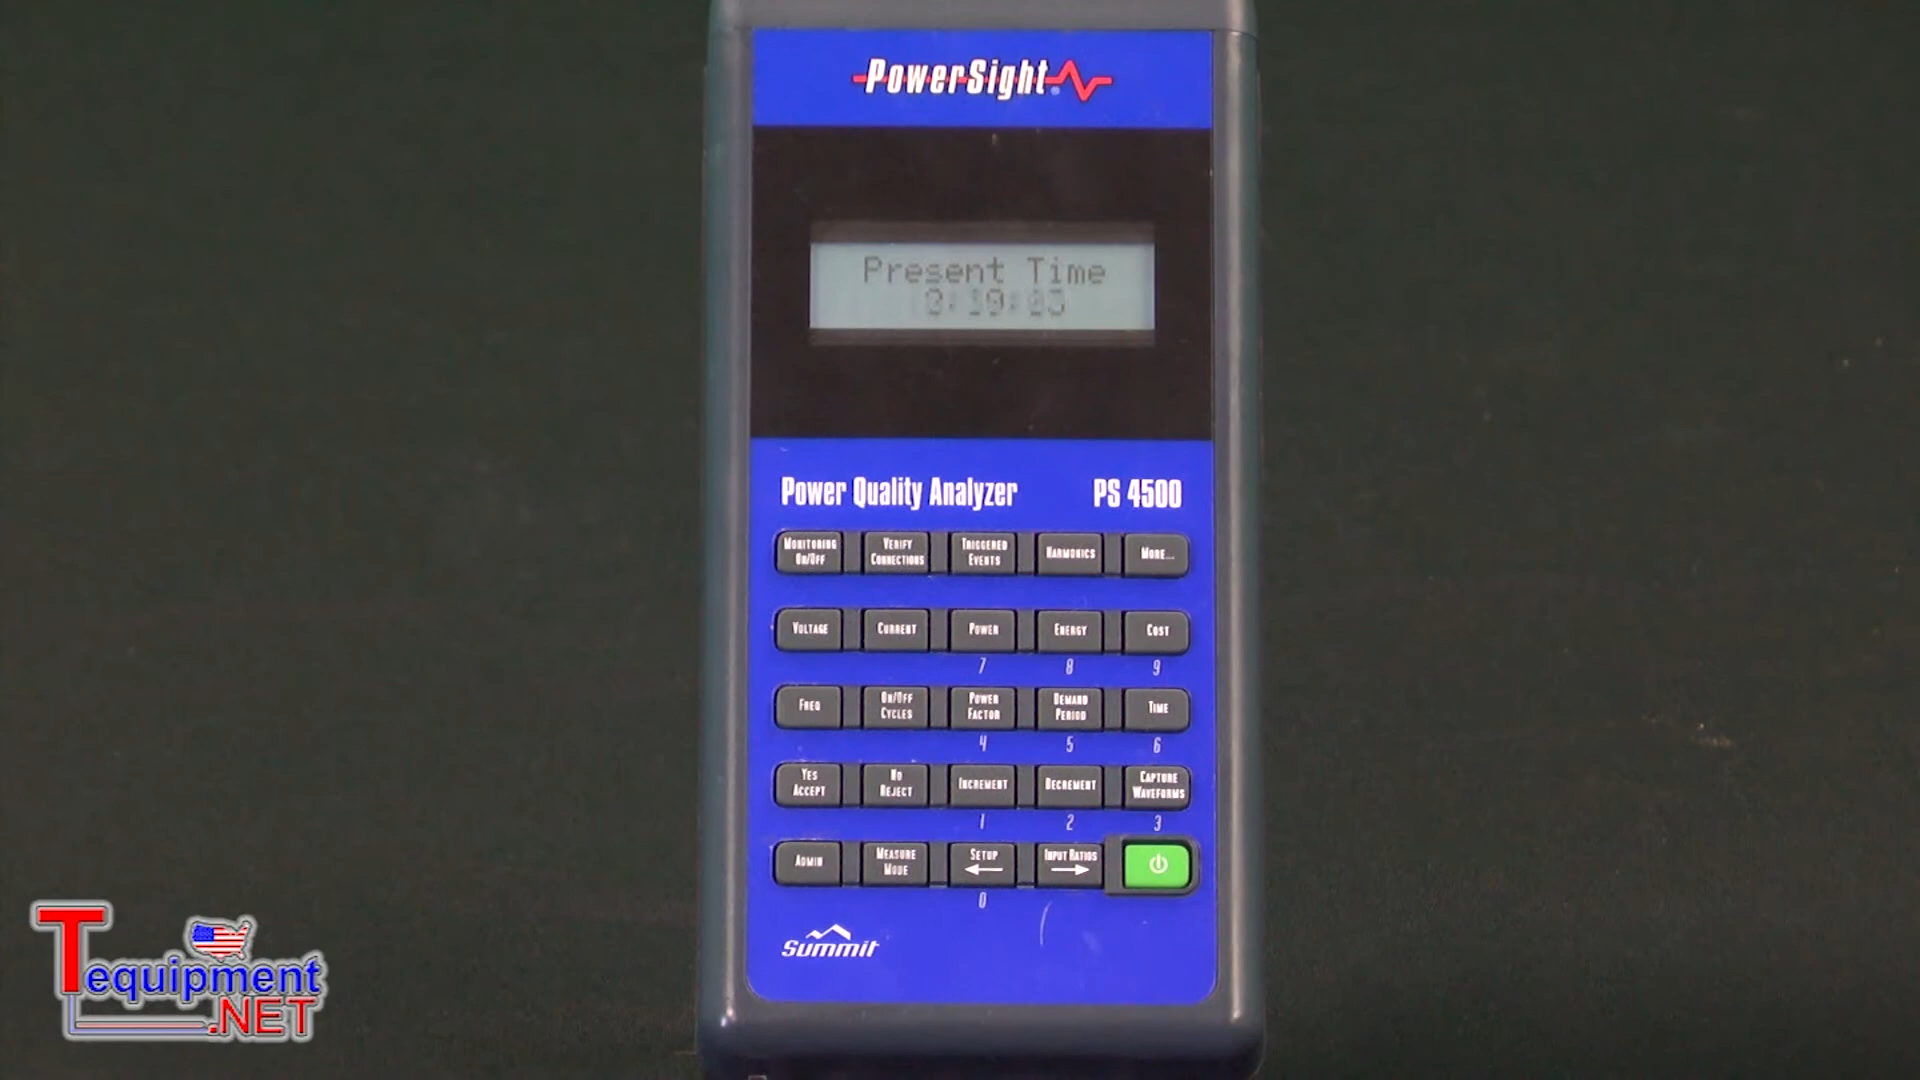 PowerSight
Present Time
Power Quality Analyzer PS 4500
Monitoring On/Off
Verify Connections
Triggered Events
Harmonics
More...
Voltage
Current
Power
Energy
Cost
7 8 9
Freq
On/Off Cycles
Power Factor
Demand Period
Time
4 5 6
Yes Accept
No Reject
Increment
Decrement
Capture Waveforms
1 2 3
Admin
Measure Mode
Setup
Input Ratios
0
Summit
Tequipment
.NET